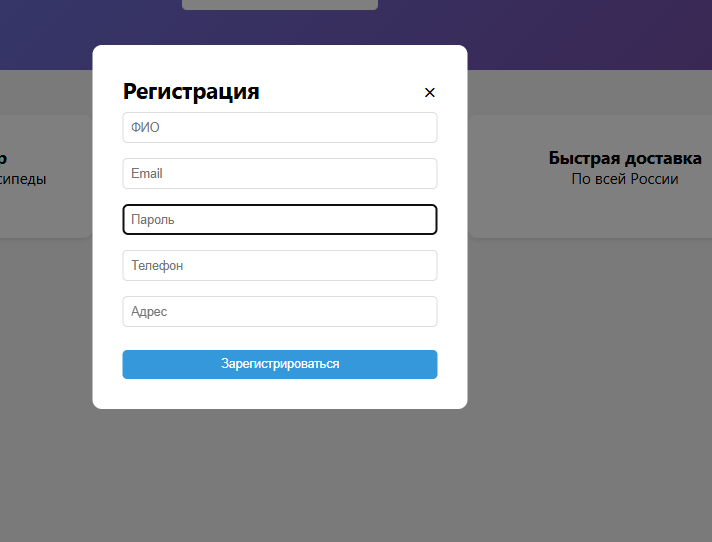 Регистрация
×
ФИО
Email
Пароль
Телефон
Адрес
Зарегистрироваться
Быстрая доставка
По всей России